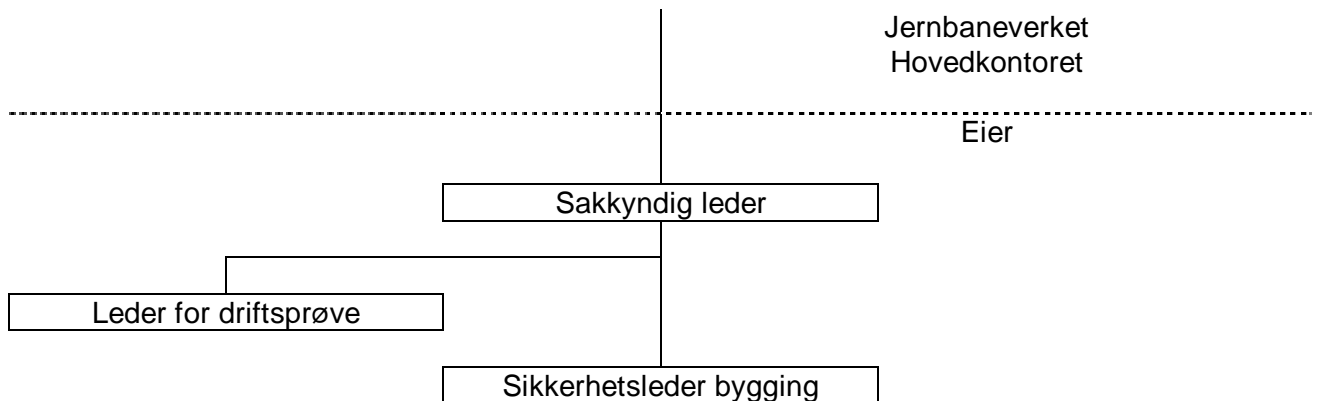 Jernbaneverket
Hovedkontoret
Eier
Sakkyndig leder
Leder for driftsprøve
Sikkerhetsleder bygging